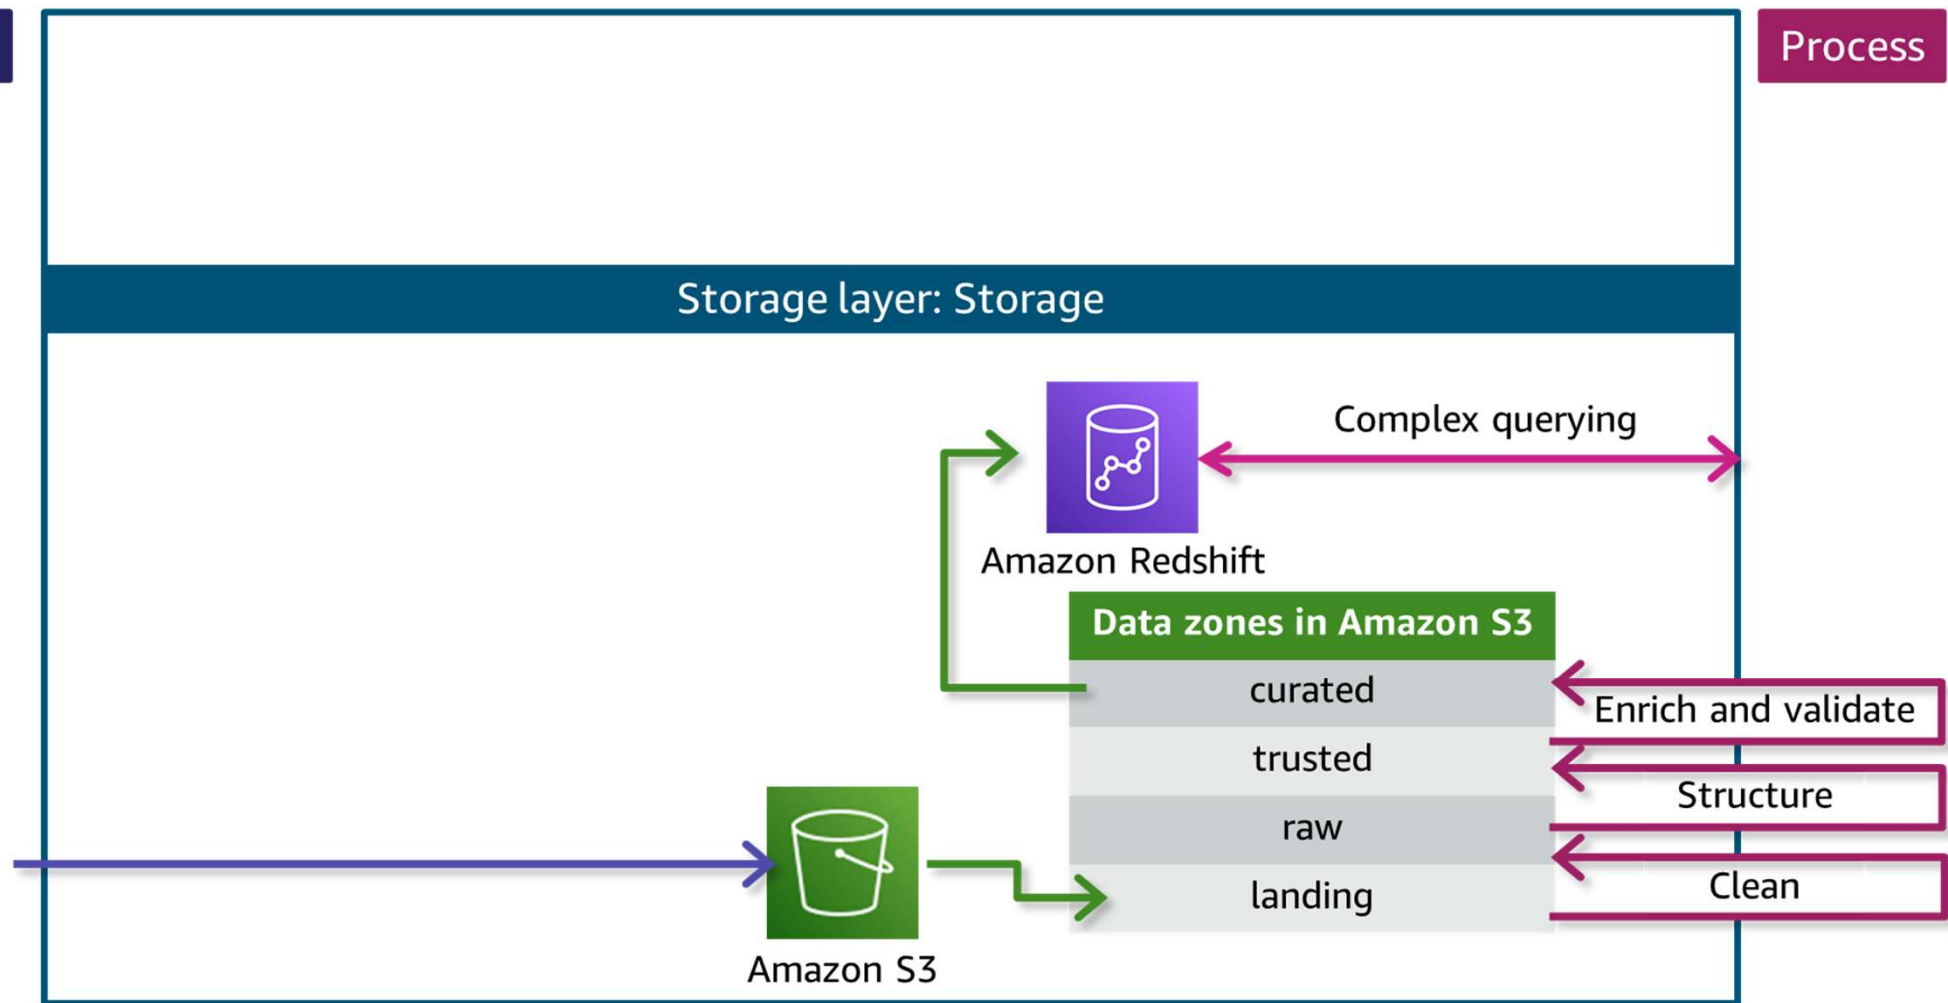 Process
Storage layer: Storage
Complex querying
Amazon Redshift
Data zones in Amazon S3
curated
Enrich and validate
trusted
Structure
raw
Clean
landing
Amazon S3